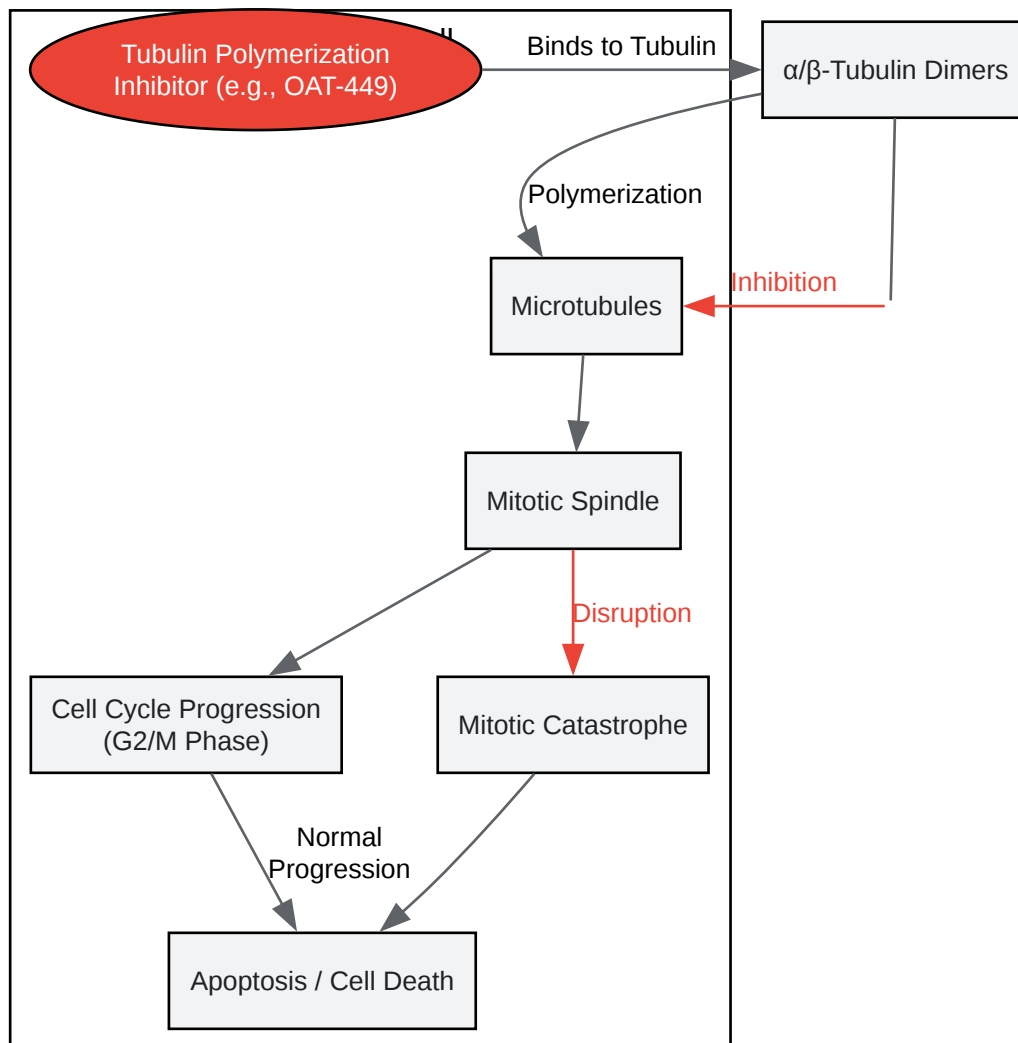 Tubulin Polymerization
Inhibitor (e.g., OAT-449)
Binds to Tubulin
α/β-Tubulin Dimers
Polymerization
Microtubules
Inhibition
Mitotic Spindle
Disruption
Cell Cycle Progression
(G2/M Phase)
Mitotic Catastrophe
Normal
Progression
Apoptosis / Cell Death